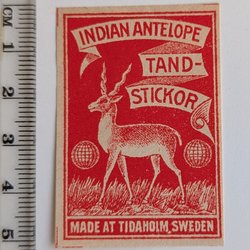 CM 1 2 3 4 5
INDIAN ANTELOPE
TAND-
STICKOR
MADE AT TIDAHOLM, SWEDEN